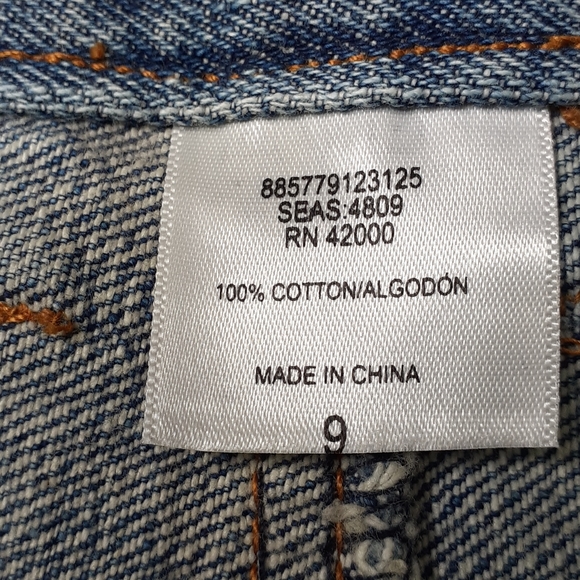 885779123125
SEAS:4809
RN 42000
100% COTTON/ALGODÓN
MADE IN CHINA
9